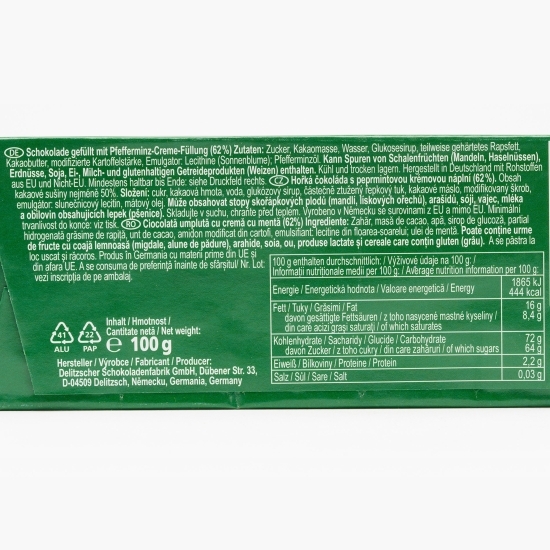 DE Schokolade gefüllt mit Pfefferminz-Creme-Füllung (62%) Zutaten: Zucker, Kakaomasse, Wasser, Glukosesirup, teilweise gehärtetes Rapsfett,
Kakaobutter, modifizierte Kartoffelstärke, Emulgator: Lecithine (Sonnenblume); Pfefferminzöl. Kann Spuren von Schalenfrüchten (Mandeln, Haselnüssen),
Erdnüsse, Soja, Ei-, Milch- und glutenhaltigen Getreideprodukten (Weizen) enthalten. Kühl und trocken lagern. Hergestellt in Deutschland mit Rohstoffen
aus EU und Nicht-EU. Mindestens haltbar bis Ende: siehe Druckfeld rechts. CZ Hořká čokoláda s peprmintovou krémovou náplní (62%). Obsah
kakaové sušiny nejméně 50%. Složení: cukr, kakaová hmota, voda, glukózový sirup, částečně ztužený řepkový tuk, kakaové máslo, modifikovaný škrob,
emulgátor: slunečnicový lecitin, mátový olej. Může obsahovat stopy skořápkových plodů (mandlí, lískových ořechů), arašídů, sóji, vajec, mléka
a obilovin obsahujících lepek (pšenice). Skladujte v suchu, chraňte před teplem. Vyrobeno v Německu se surovinami z EU a mimo EU. Minimální
trvanlivost do konce: viz tisk. RO Ciocolată umplută cu cremă cu mentă (62%) Ingrediente: Zahăr, masă de cacao, apă, sirop de glucoză, parțial
hidrogenată grăsime de rapiță, unt de cacao, amidon modificat din cartofi, emulsifiant: lecitine din floarea-soarelui; ulei de mentă. Poate conține urme
de fructe cu coajă lemnoasă (migdale, alune de pădure), arahide, soia, ou, produse lactate și cereale care conțin gluten (grâu). A se păstra la
loc uscat și răcoros. Produs în Germania cu materii prime din UE și
din afara UE. A se consuma de preferință înainte de sfârșitul/ Nr. Lot:
vezi inscripția de pe ambalaj.
100 g enthalten durchschnittlich: / Výživové údaje na 100 g: /
Informatii nutritionale medii per 100 g: / Average nutrition information per 100 g:
Energie / Energetická hodnota / Valoare energetică / Energy 1865 kJ
444 kcal
Fett / Tuky / Grăsimi / Fat 16 g
davon gesättigte Fettsäuren / z toho nasycené mastné kyseliny / 8,4 g
din care acizi grași saturați / of which saturates
Kohlenhydrate / Sacharidy / Glucide / Carbohydrate 72 g
davon Zucker / z toho cukry / din care zaharuri / of which sugars 64 g
Eiweiß / Bílkoviny / Proteine / Protein 2,2 g
Salz / Sůl / Sare / Salt 0,03 g
41
ALU
22
PAP
Inhalt / Hmotnost /
Cantitate netă / Net weight:
℮ 100 g
Hersteller / Výrobce / Fabricant / Producer:
Delitzscher Schokoladenfabrik GmbH, Dübener Str. 33,
D-04509 Delitzsch, Německu, Germania, Germany